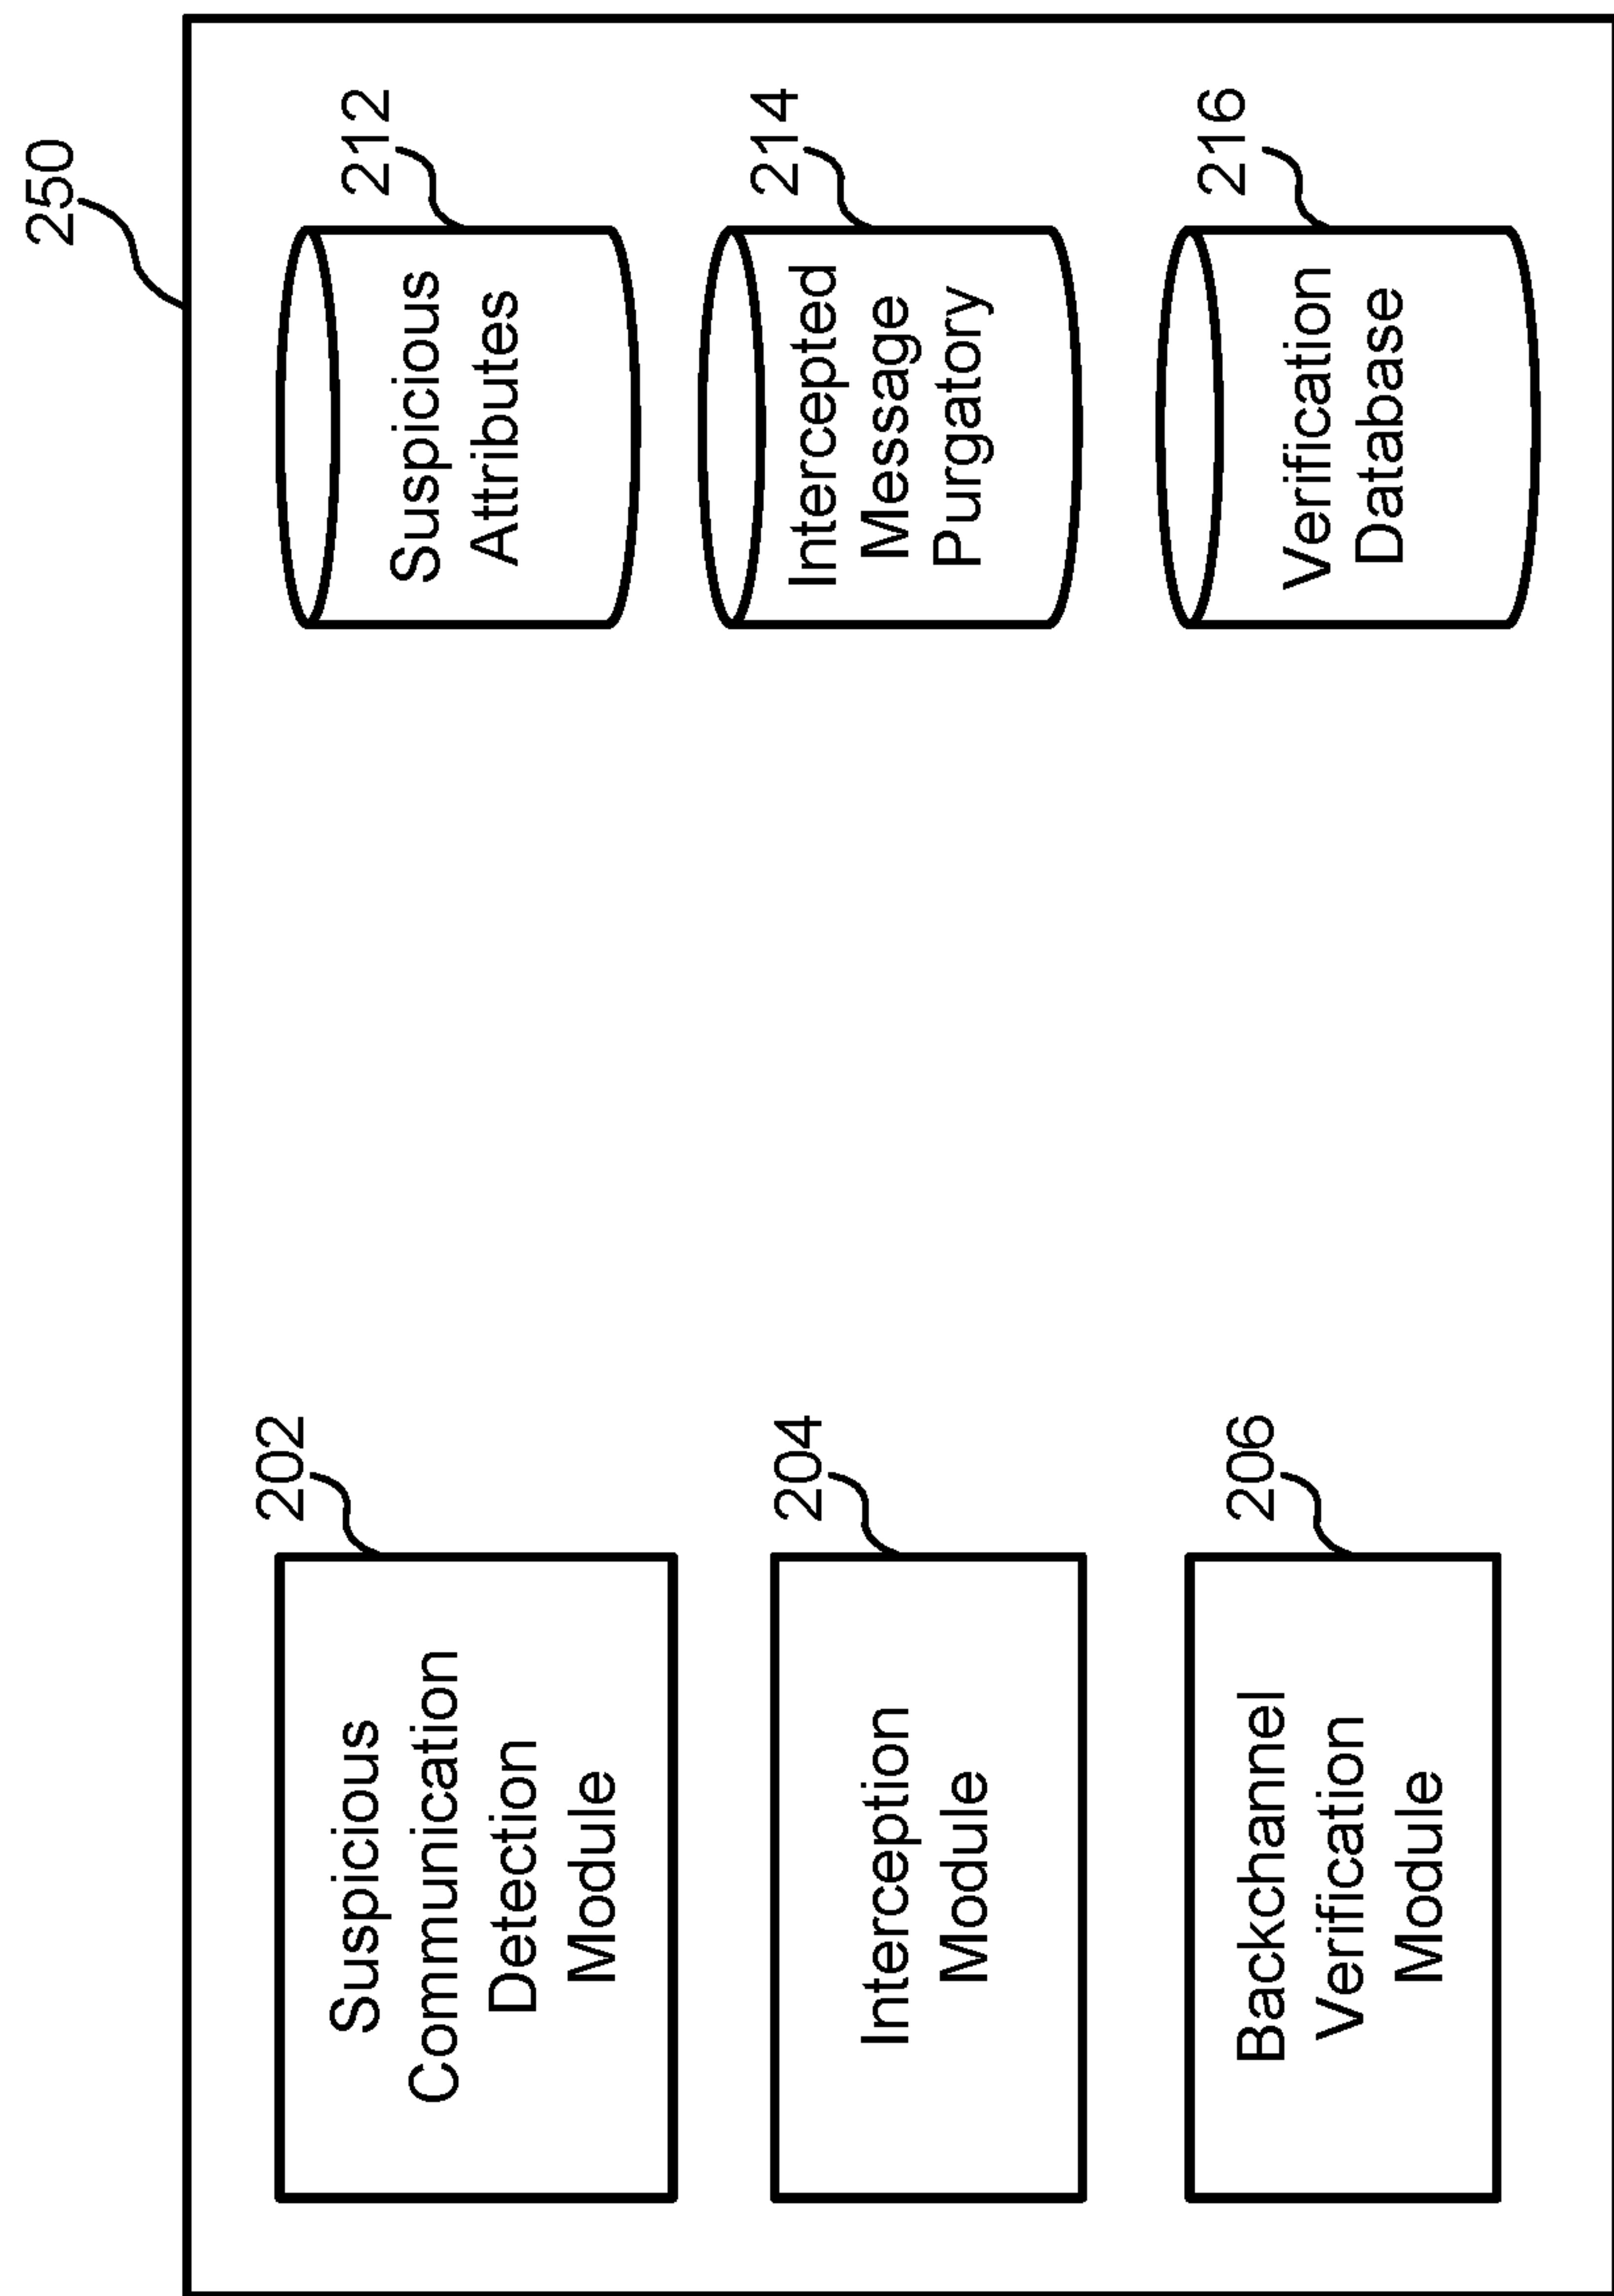 250
202
Suspicious
Communication
Detection
Module
212
Suspicious
Attributes
204
Interception
Module
214
Intercepted
Message
Purgatory
206
Backchannel
Verification
Module
216
Verification
Database